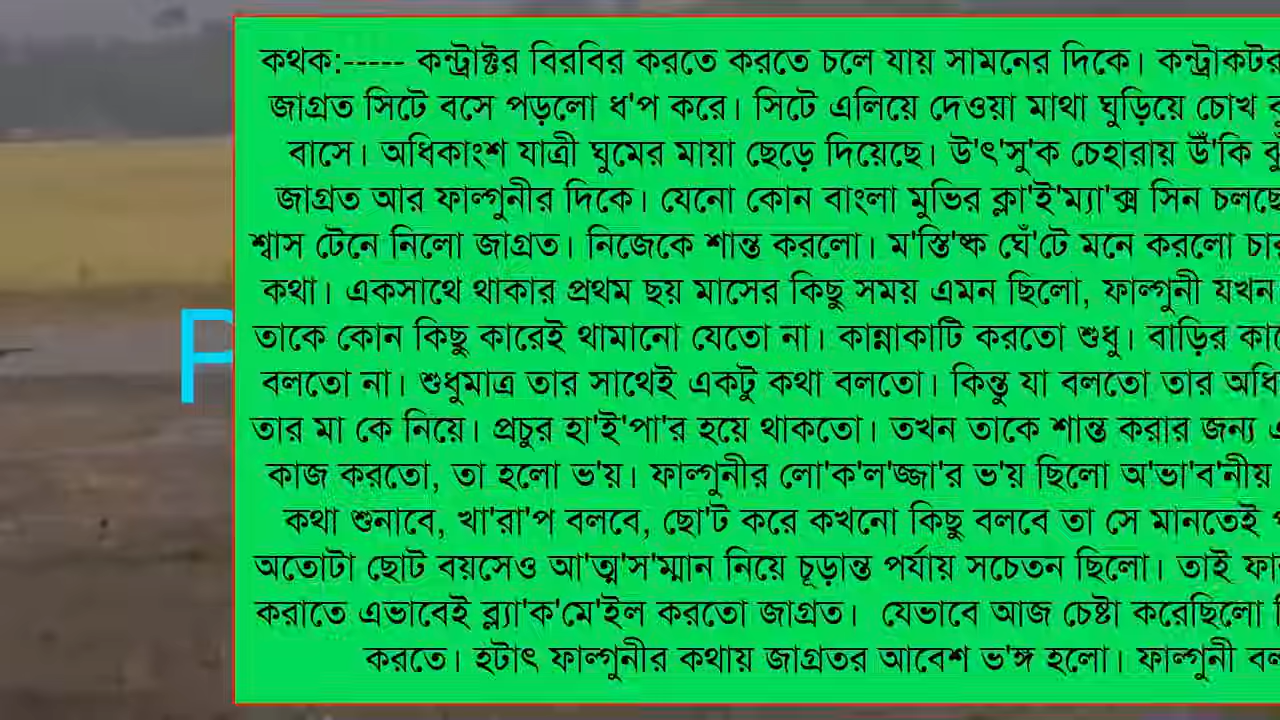 কথক:----- কন্ট্রাক্টর বিরবির করতে করতে চলে যায় সামনের দিকে। কন্ট্রাকটর
জাগ্রত সিটে বসে পড়লো ধ'প করে। সিটে এলিয়ে দেওয়া মাথা ঘুড়িয়ে চোখ
বাসে। অধিকাংশ যাত্রী ঘুমের মায়া ছেড়ে দিয়েছে। উ'ৎ'সু'ক চেহারায় উঁ'কি
জাগ্রত আর ফাল্গুনীর দিকে। যেনো কোন বাংলা মুভির ক্লা'ই'ম্যা'ক্স সিন চলছে
শ্বাস টেনে নিলো জাগ্রত। নিজেকে শান্ত করলো। ম'স্তি'ষ্ক ঘেঁ'টে মনে করলো
কথা। একসাথে থাকার প্রথম ছয় মাসের কিছু সময় এমন ছিলো, ফাল্গুনী যখন
তাকে কোন কিছু কারেই থামানো যেতো না। কান্নাকাটি করতো শুধু। বাড়ির
বলতো না। শুধুমাত্র তার সাথেই একটু কথা বলতো। কিন্তু যা বলতো তার
P
তার মা কে নিয়ে। প্রচুর হা'ই'পা'র হয়ে থাকতো। তখন তাকে শান্ত করার জন্য
কাজ করতো, তা হলো ভ'য়। ফাল্গুনীর লো'ক'ল'জ্জা'র ভ'য় ছিলো অ'ভা'ব'নীয়
কথা শুনাবে, খা'রা'প বলবে, ছো'ট করে কখনো কিছু বলবে তা সে মানতেই
অতোটা ছোট বয়সেও আ'ত্ম'স'ম্মান নিয়ে চূড়ান্ত পর্যায় সচেতন ছিলো। তাই
করাতে এভাবেই ব্ল্যা'ক'মে'ইল করতো জাগ্রত। যেভাবে আজ চেষ্টা করেছিলো
করতে। হটাৎ ফাল্গুনীর কথায় জাগ্রতর আবেশ ভ'ঙ্গ হলো। ফাল্গুনী